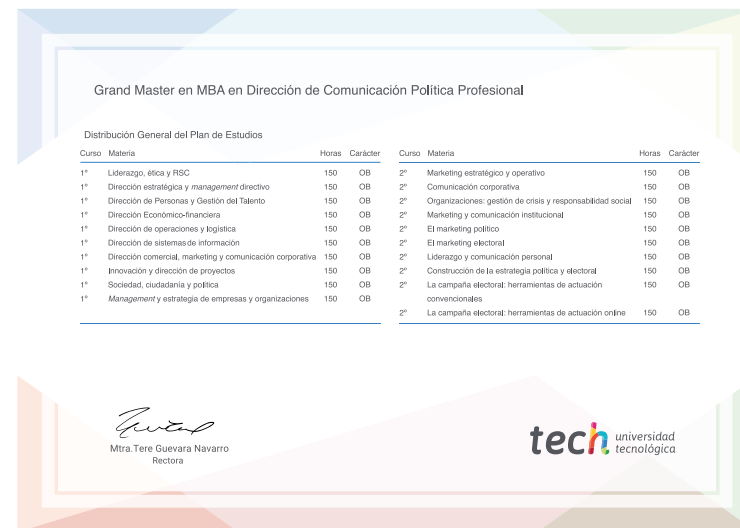 Grand Master en MBA en Dirección de Comunicación Política Profesional
Distribución General del Plan de Estudios
Curso Materia Horas Carácter
1º Liderazgo, ética y RSC 150 OB
1º Dirección estratégica y management directivo 150 OB
1º Dirección de Personas y Gestión del Talento 150 OB
1º Dirección Económico-financiera 150 OB
1º Dirección de operaciones y logística 150 OB
1º Dirección de sistemas de información 150 OB
1º Dirección comercial, marketing y comunicación corporativa 150 OB
1º Innovación y dirección de proyectos 150 OB
1º Sociedad, ciudadanía y política 150 OB
1º Management y estrategia de empresas y organizaciones 150 OB
Curso Materia Horas Carácter
2º Marketing estratégico y operativo 150 OB
2º Comunicación corporativa 150 OB
2º Organizaciones: gestión de crisis y responsabilidad social 150 OB
2º Marketing y comunicación institucional 150 OB
2º El marketing político 150 OB
2º El marketing electoral 150 OB
2º Liderazgo y comunicación personal 150 OB
2º Construcción de la estrategia política y electoral 150 OB
2º La campaña electoral: herramientas de actuación 150 OB
convencionales
2º La campaña electoral: herramientas de actuación online 150 OB
Mtra.Tere Guevara Navarro
Rectora
tech universidad
tecnológica